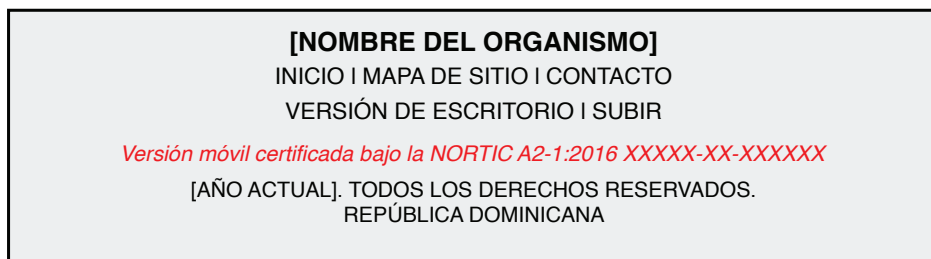 [NOMBRE DEL ORGANISMO]
INICIO I MAPA DE SITIO I CONTACTO
VERSIÓN DE ESCRITORIO I SUBIR
Versión móvil certificada bajo la NORTIC A2-1:2016 XXXXX-XX-XXXXXX
[AÑO ACTUAL]. TODOS LOS DERECHOS RESERVADOS.
REPÚBLICA DOMINICANA